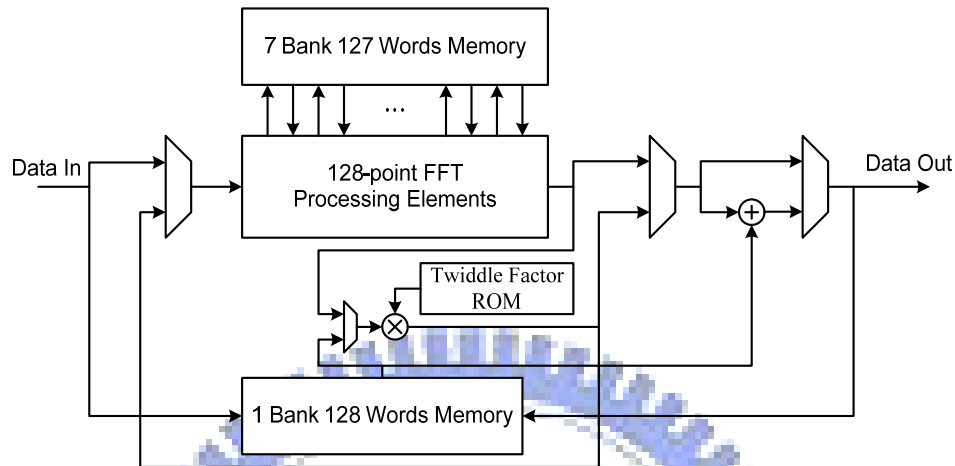 7 Bank 127 Words Memory
...
Data In
128-point FFT
Processing Elements
Data Out
+
Twiddle Factor
ROM
×
1 Bank 128 Words Memory